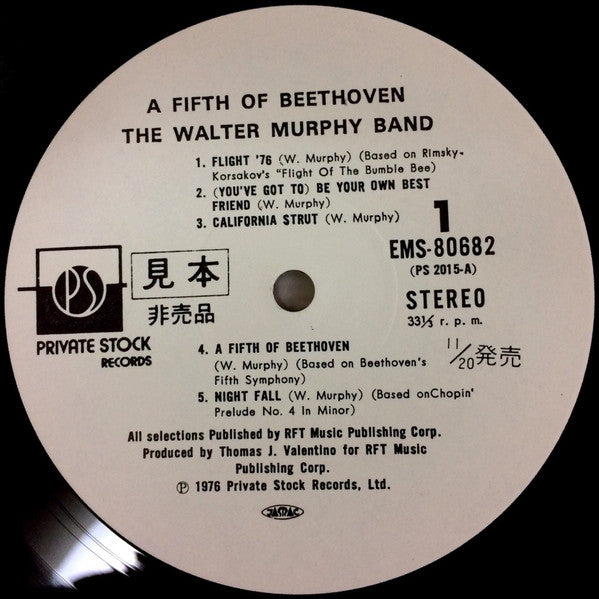 A FIFTH OF BEETHOVEN
THE WALTER MURPHY BAND
1. FLIGHT '76 (W. Murphy) (Based on Rimsky-
Korsakov's "Flight Of The Bumble Bee)
2. (YOU'VE GOT TO) BE YOUR OWN BEST
FRIEND (W. Murphy)
3. CALIFORNIA STRUT (W. Murphy)
1
EMS-80682
(PS 2015-A)
STEREO
33⅓ r. p. m.
PS
PRIVATE STOCK
RECORDS
見本
非売品
11/20発売
4. A FIFTH OF BEETHOVEN
(W. Murphy) (Based on Beethoven's
Fifth Symphony)
5. NIGHT FALL (W. Murphy) (Based onChopin'
Prelude No. 4 In Minor)
All selections Published by RFT Music Publishing Corp.
Produced by Thomas J. Valentino for RFT Music
Publishing Corp.
Ⓟ 1976 Private Stock Records, Ltd.
JASRAC